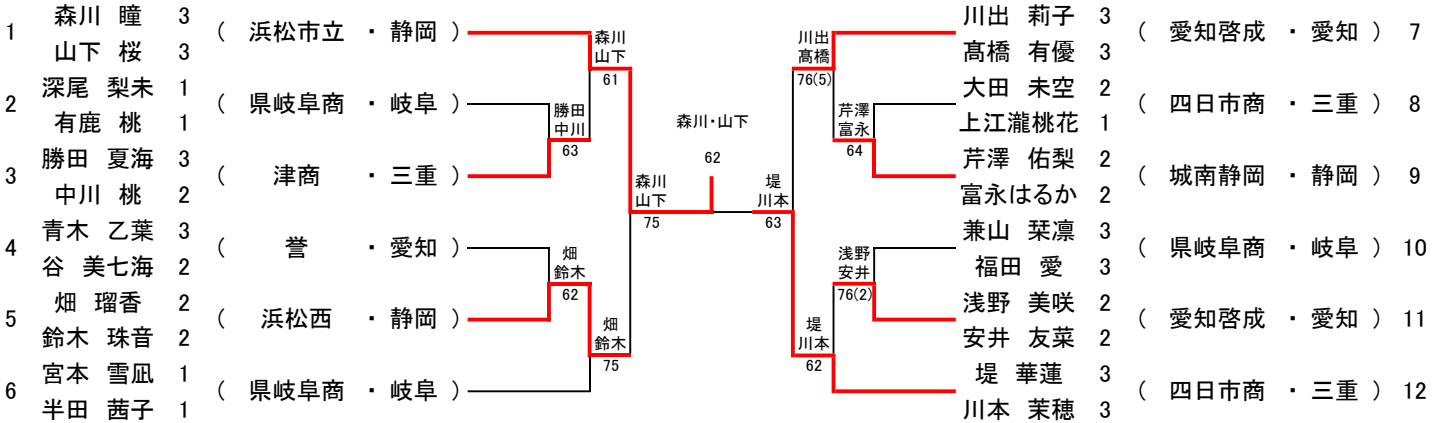 1 森川 瞳 3 ( 浜松市立 ・ 静岡 )
山下 桜 3
2 深尾 梨未 1 ( 県岐阜商 ・ 岐阜 )
有鹿 桃 1
3 勝田 夏海 3 ( 津商 ・ 三重 )
中川 桃 2
4 青木 乙葉 3 ( 誉 ・ 愛知 )
谷 美七海 2
5 畑 瑠香 2 ( 浜松西 ・ 静岡 )
鈴木 珠音 2
6 宮本 雪凪 1 ( 県岐阜商 ・ 岐阜 )
半田 茜子 1
勝田
中川
63
畑
鈴木
62
森川
山下
61
畑
鈴木
75
森川
山下
75
森川・山下
62
堤
川本
63
川出
髙橋
76(5)
堤
川本
62
芹澤
富永
64
浅野
安井
76(2)
川出 莉子 3 ( 愛知啓成 ・ 愛知 ) 7
髙橋 有優 3
大田 未空 2 ( 四日市商 ・ 三重 ) 8
上江瀧桃花 1
芹澤 佑梨 2 ( 城南静岡 ・ 静岡 ) 9
富永はるか 2
兼山 栞凛 3 ( 県岐阜商 ・ 岐阜 ) 10
福田 愛 3
浅野 美咲 2 ( 愛知啓成 ・ 愛知 ) 11
安井 友菜 2
堤 華蓮 3 ( 四日市商 ・ 三重 ) 12
川本 茉穂 3